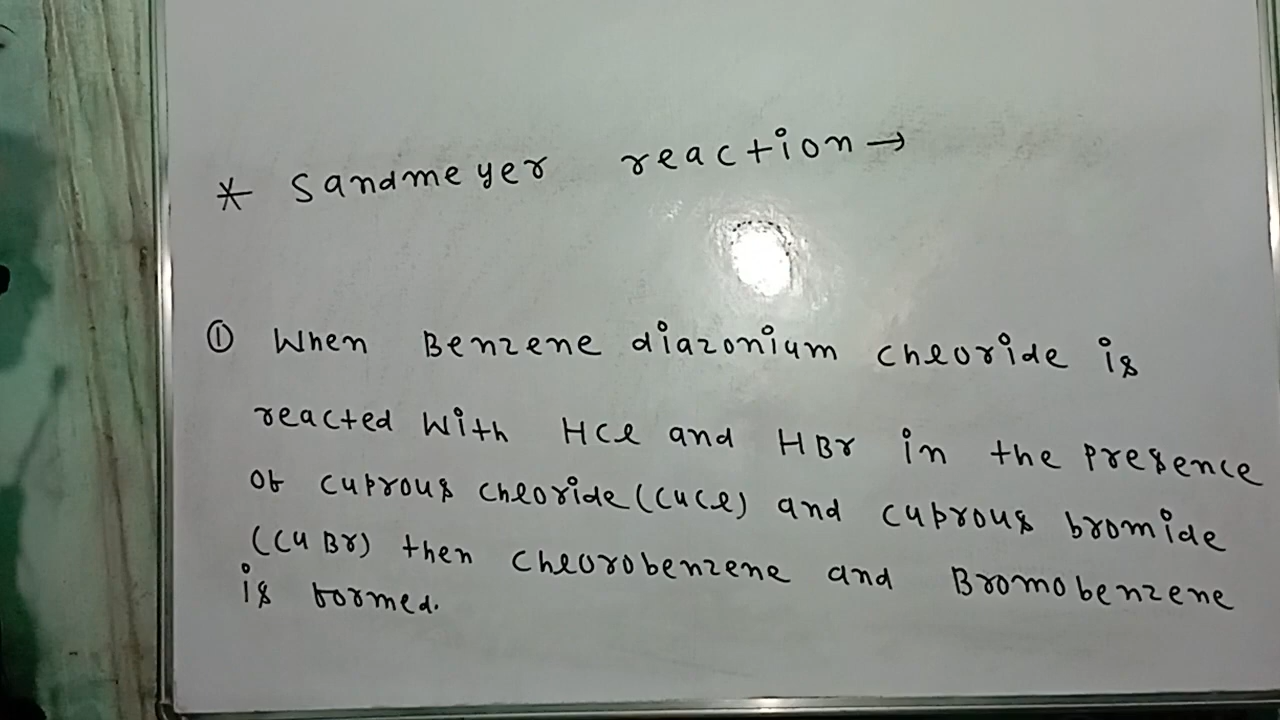 * Sandmeyer reaction →
① When Benzene diazonium chloride is
reacted With HCl and HBr in the presence
of cuprous chloride (CuCl) and cuprous bromide
(CuBr) then chlorobenzene and Bromobenzene
is formed.